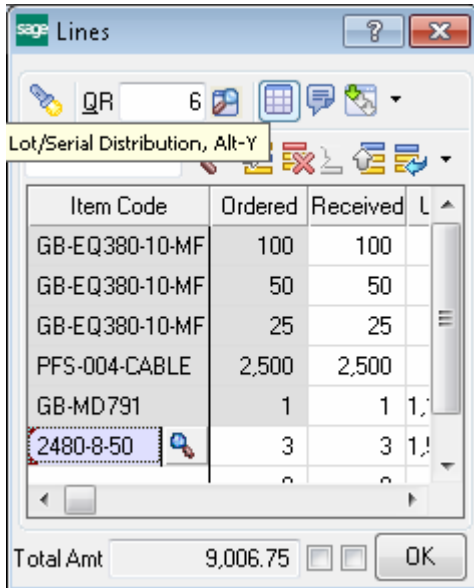 sage Lines
QR 6
Lot/Serial Distribution, Alt-Y
Item Code Ordered Received
GB-EQ380-10-MF 100 100
GB-EQ380-10-MF 50 50
GB-EQ380-10-MF 25 25
PFS-004-CABLE 2,500 2,500
GB-MD791 1 1
2480-8-50 3 3
Total Amt 9,006.75 OK